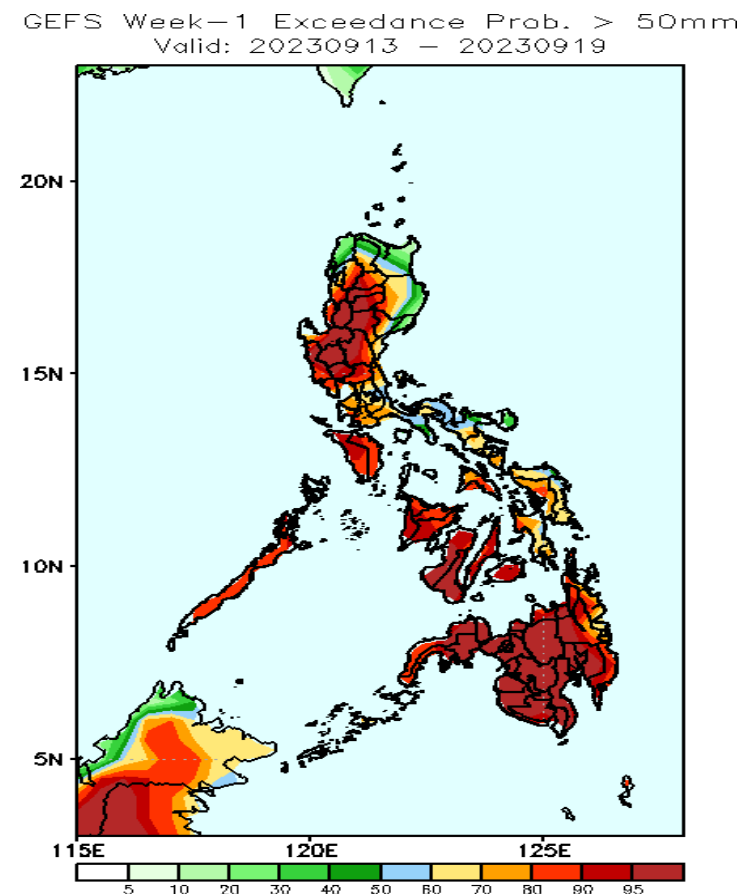 GEFS Week-1 Exceedance Prob. > 50mm
Valid: 20230913 - 20230919
20N
15N
10N
5N
115E 120E 125E
5 10 20 30 40 50 60 70 80 90 95